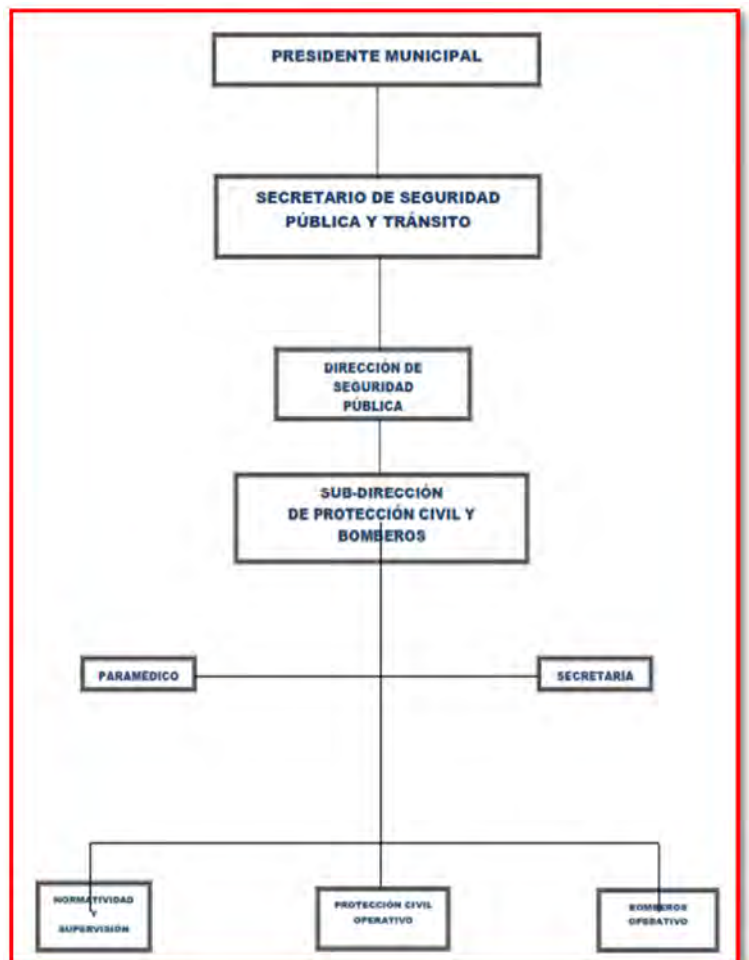 PRESIDENTE MUNICIPAL
SECRETARIO DE SEGURIDAD
PÚBLICA Y TRÁNSITO
DIRECCIÓN DE
SEGURIDAD
PÚBLICA
SUB-DIRECCIÓN
DE PROTECCIÓN CIVIL Y
BOMBEROS
PARAMÉDICO
SECRETARÍA
NORMATIVIDAD
Y
SUPERVISIÓN
PROTECCIÓN CIVIL
OPERATIVO
BOMBEROS
OPERATIVO